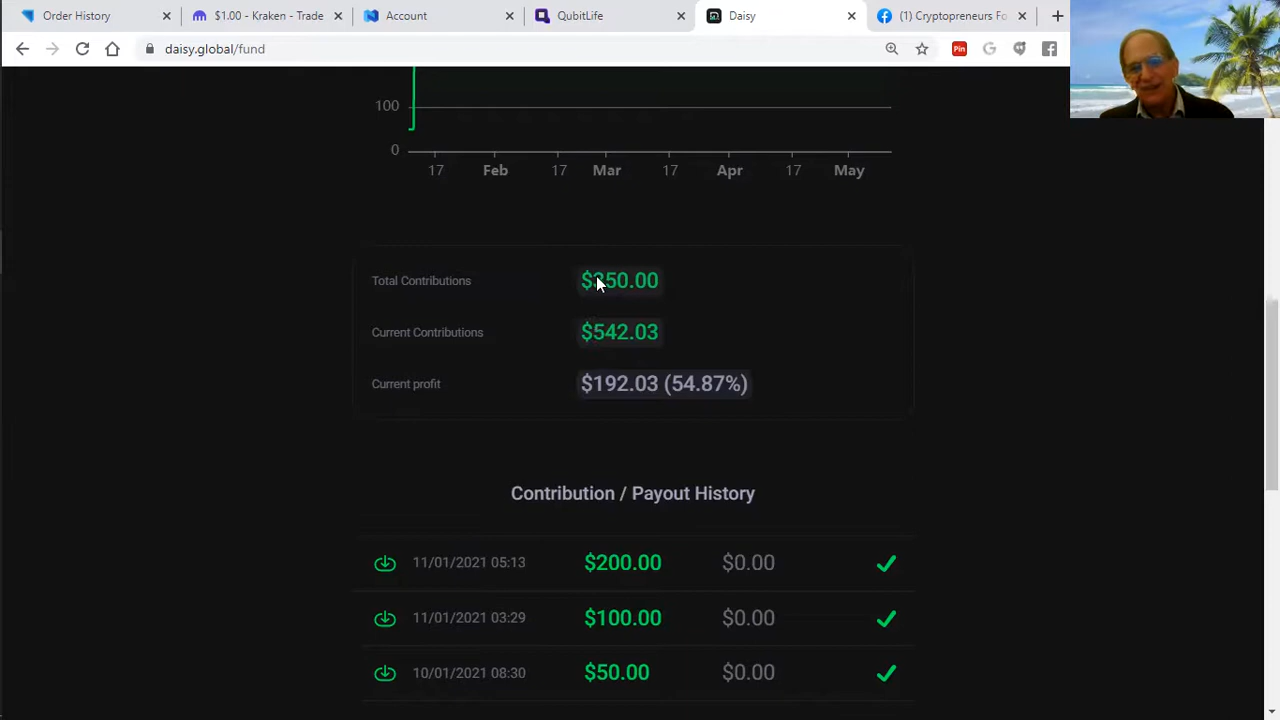 Order History
$1.00 - Kraken - Trade
Account
QubitLife
Daisy
(1) Cryptopreneurs Fo
daisy.global/fund
Pin
G
100
0
17 Feb 17 Mar 17 Apr 17 May
Total Contributions $350.00
Current Contributions $542.03
Current profit $192.03 (54.87%)
Contribution / Payout History
11/01/2021 05:13 $200.00 $0.00
11/01/2021 03:29 $100.00 $0.00
10/01/2021 08:30 $50.00 $0.00